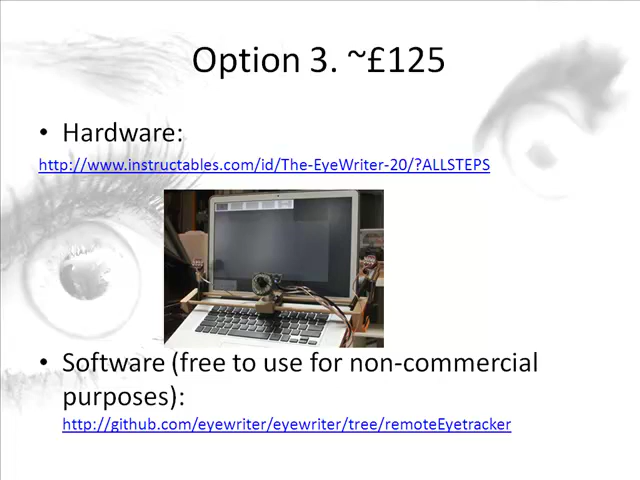 Option 3. ~£125
• Hardware:
http://www.instructables.com/id/The-EyeWriter-20/?ALLSTEPS
• Software (free to use for non-commercial
purposes):
http://github.com/eyewriter/eyewriter/tree/remoteEyetracker